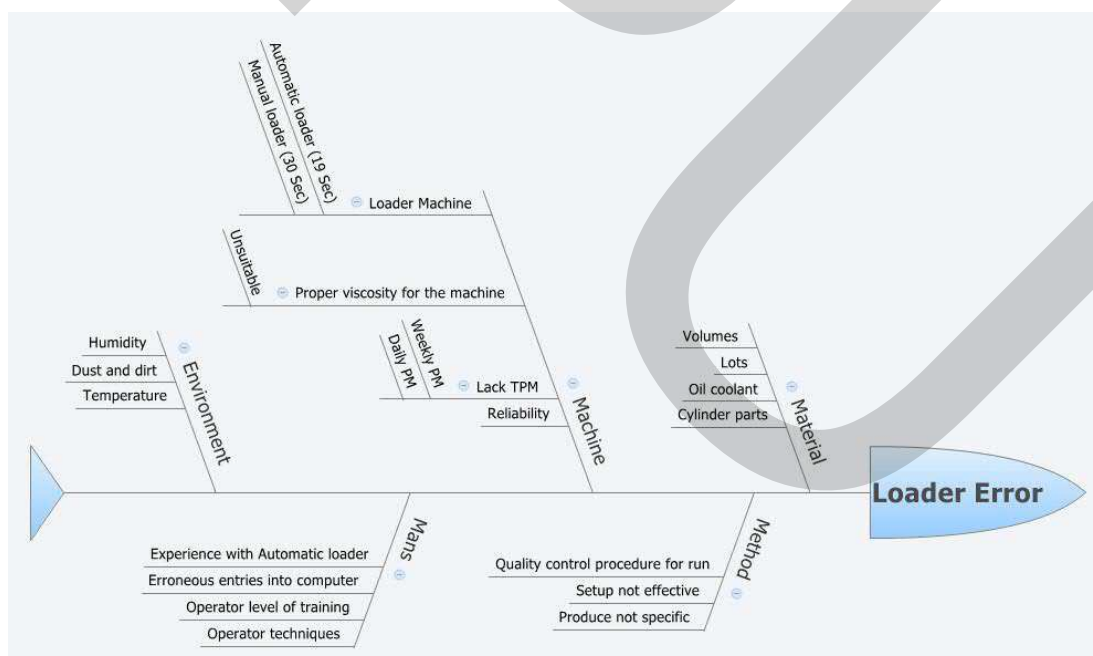 Automatic loader (19 Sec)
Manual loader (30 Sec)
Loader Machine
Unsuitable
Proper viscosity for the machine
Weekly PM
Daily PM
Lack TPM
Reliability
Machine
Humidity
Dust and dirt
Temperature
Environment
Volumes
Lots
Oil coolant
Cylinder parts
Material
Loader Error
Mans
Experience with Automatic loader
Erroneous entries into computer
Operator level of training
Operator techniques
Method
Quality control procedure for run
Setup not effective
Produce not specific